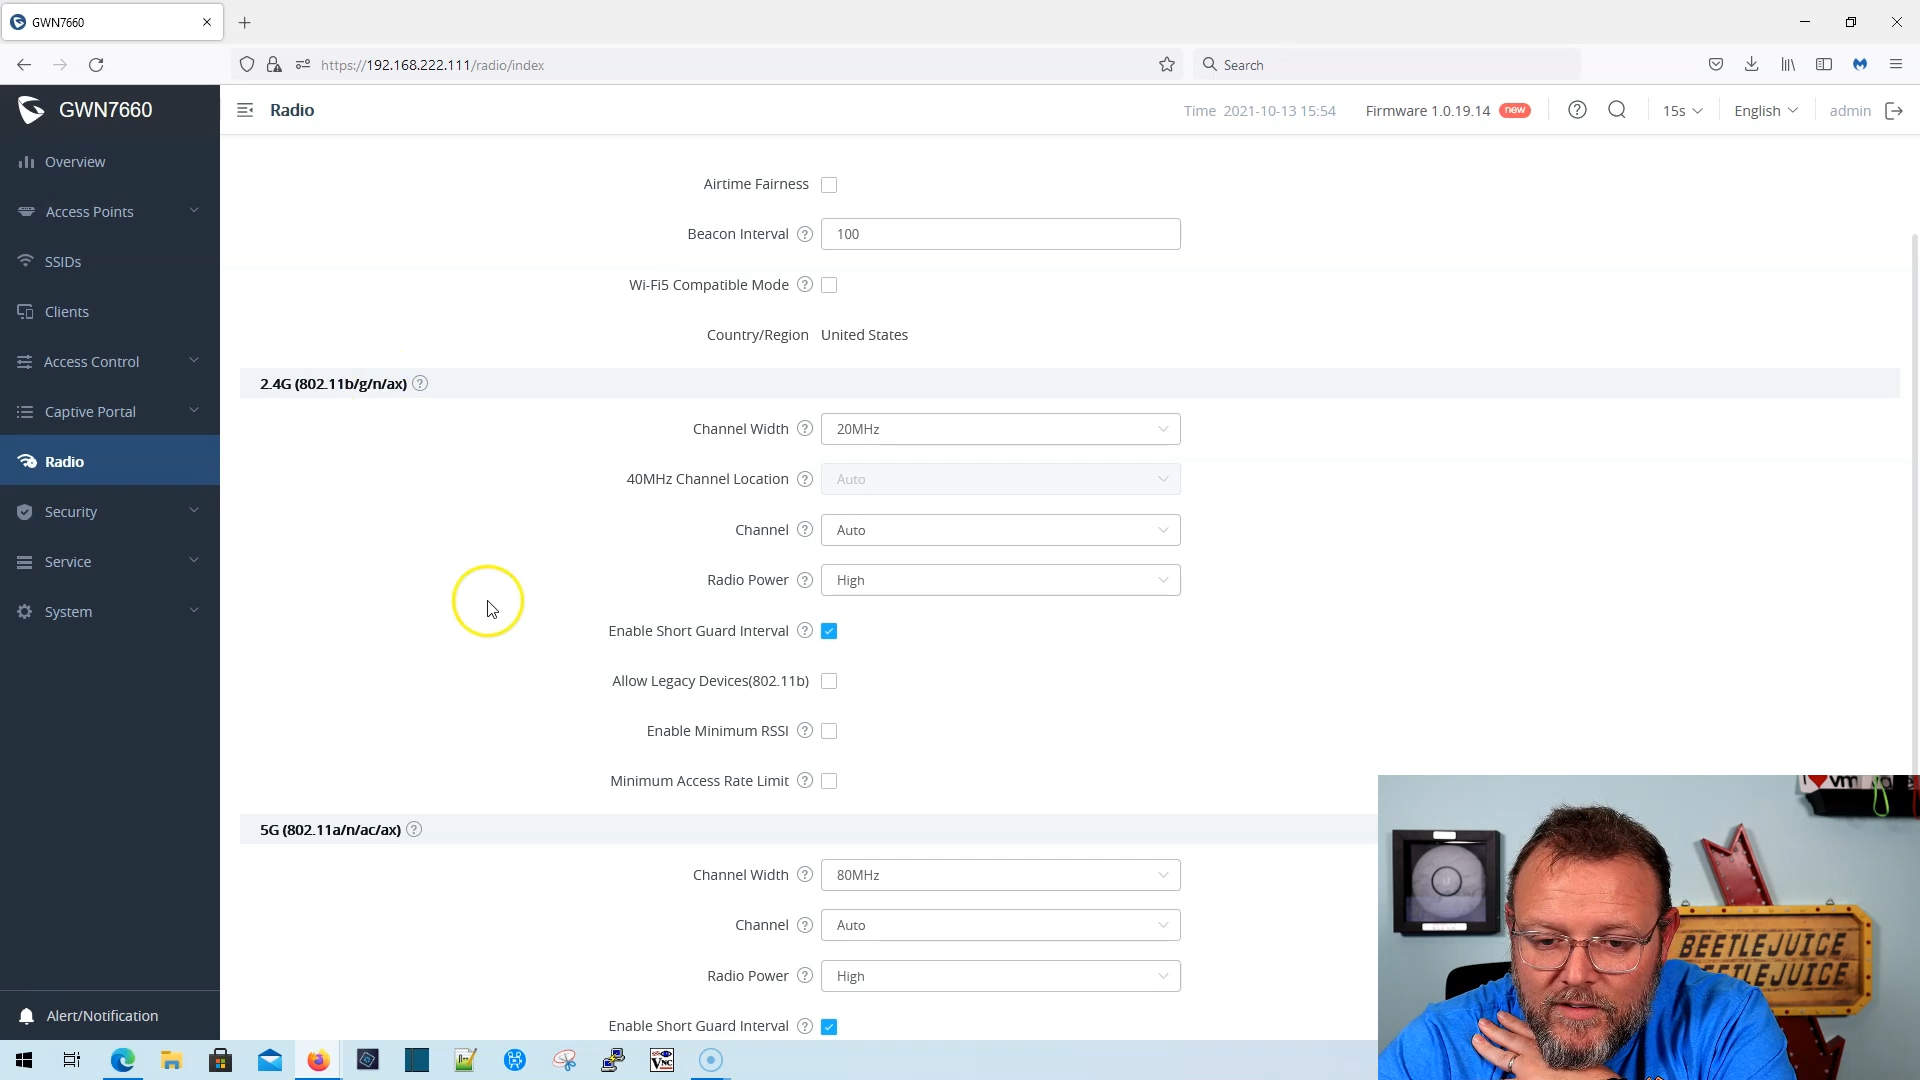 GWN7660
https://192.168.222.111/radio/index
Search
GWN7660
Radio
Time 2021-10-13 15:54
Firmware 1.0.19.14 new
15s
English
admin
Overview
Access Points
SSIDs
Clients
Access Control
Captive Portal
Radio
Security
Service
System
Alert/Notification
Airtime Fairness
Beacon Interval 100
Wi-Fi5 Compatible Mode
Country/Region United States
2.4G (802.11b/g/n/ax)
Channel Width 20MHz
40MHz Channel Location Auto
Channel Auto
Radio Power High
Enable Short Guard Interval
Allow Legacy Devices(802.11b)
Enable Minimum RSSI
Minimum Access Rate Limit
5G (802.11a/n/ac/ax)
Channel Width 80MHz
Channel Auto
Radio Power High
Enable Short Guard Interval
BEETLEJUICE